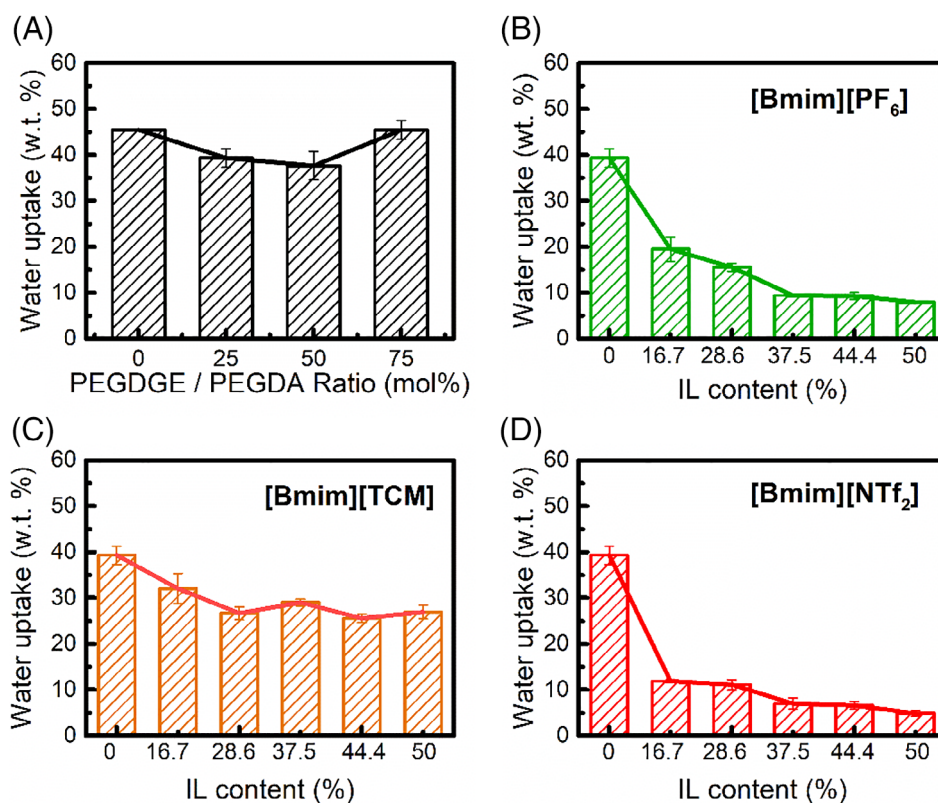 (A)
60
50
40
30
20
10
0
Water uptake (w.t. %)
0 25 50 75
PEGDGE / PEGDA Ratio (mol%)
(B)
[Bmim][PF₆]
60
50
40
30
20
10
0
Water uptake (wt. %)
0 16.7 28.6 37.5 44.4 50
IL content (%)
(C)
[Bmim][TCM]
60
50
40
30
20
10
0
Water uptake (w.t. %)
0 16.7 28.6 37.5 44.4 50
IL content (%)
(D)
[Bmim][NTf₂]
60
50
40
30
20
10
0
Water uptake (w.t. %)
0 16.7 28.6 37.5 44.4 50
IL content (%)